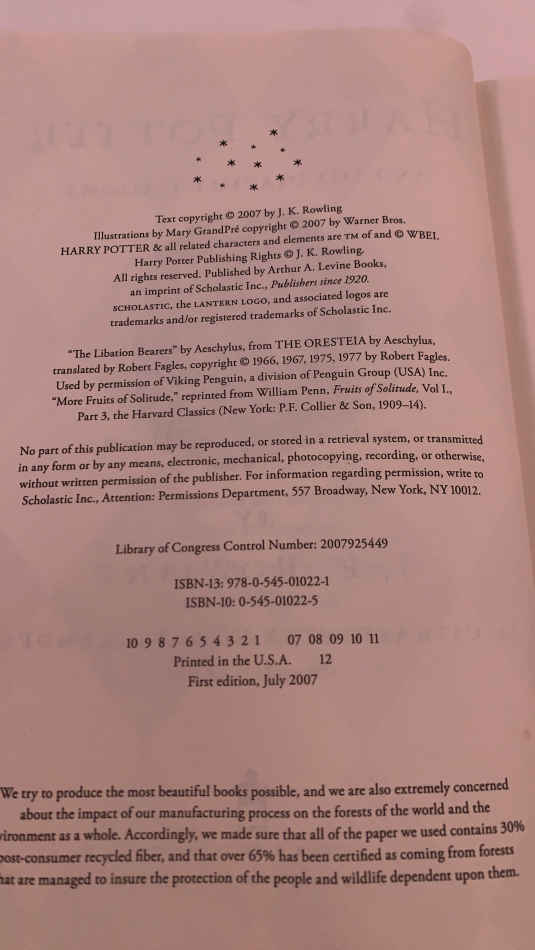 Text copyright © 2007 by J. K. Rowling
Illustrations by Mary GrandPré copyright © 2007 by Warner Bros.
HARRY POTTER & all related characters and elements are TM of and © WBEI.
Harry Potter Publishing Rights © J. K. Rowling.
All rights reserved. Published by Arthur A. Levine Books,
an imprint of Scholastic Inc., Publishers since 1920.
SCHOLASTIC, the LANTERN LOGO, and associated logos are
trademarks and/or registered trademarks of Scholastic Inc.
“The Libation Bearers” by Aeschylus, from THE ORESTEIA by Aeschylus,
translated by Robert Fagles, copyright © 1966, 1967, 1975, 1977 by Robert Fagles.
Used by permission of Viking Penguin, a division of Penguin Group (USA) Inc.
“More Fruits of Solitude,” reprinted from William Penn, Fruits of Solitude, Vol I.,
Part 3, the Harvard Classics (New York: P.F. Collier & Son, 1909–14).
No part of this publication may be reproduced, or stored in a retrieval system, or transmitted
in any form or by any means, electronic, mechanical, photocopying, recording, or otherwise,
without written permission of the publisher. For information regarding permission, write to
Scholastic Inc., Attention: Permissions Department, 557 Broadway, New York, NY 10012.
Library of Congress Control Number: 2007925449
ISBN-13: 978-0-545-01022-1
ISBN-10: 0-545-01022-5
10 9 8 7 6 5 4 3 2 1 07 08 09 10 11
Printed in the U.S.A. 12
First edition, July 2007
We try to produce the most beautiful books possible, and we are also extremely concerned
about the impact of our manufacturing process on the forests of the world and the
vironment as a whole. Accordingly, we made sure that all of the paper we used contains 30%
post-consumer recycled fiber, and that over 65% has been certified as coming from forests
hat are managed to insure the protection of the people and wildlife dependent upon them.